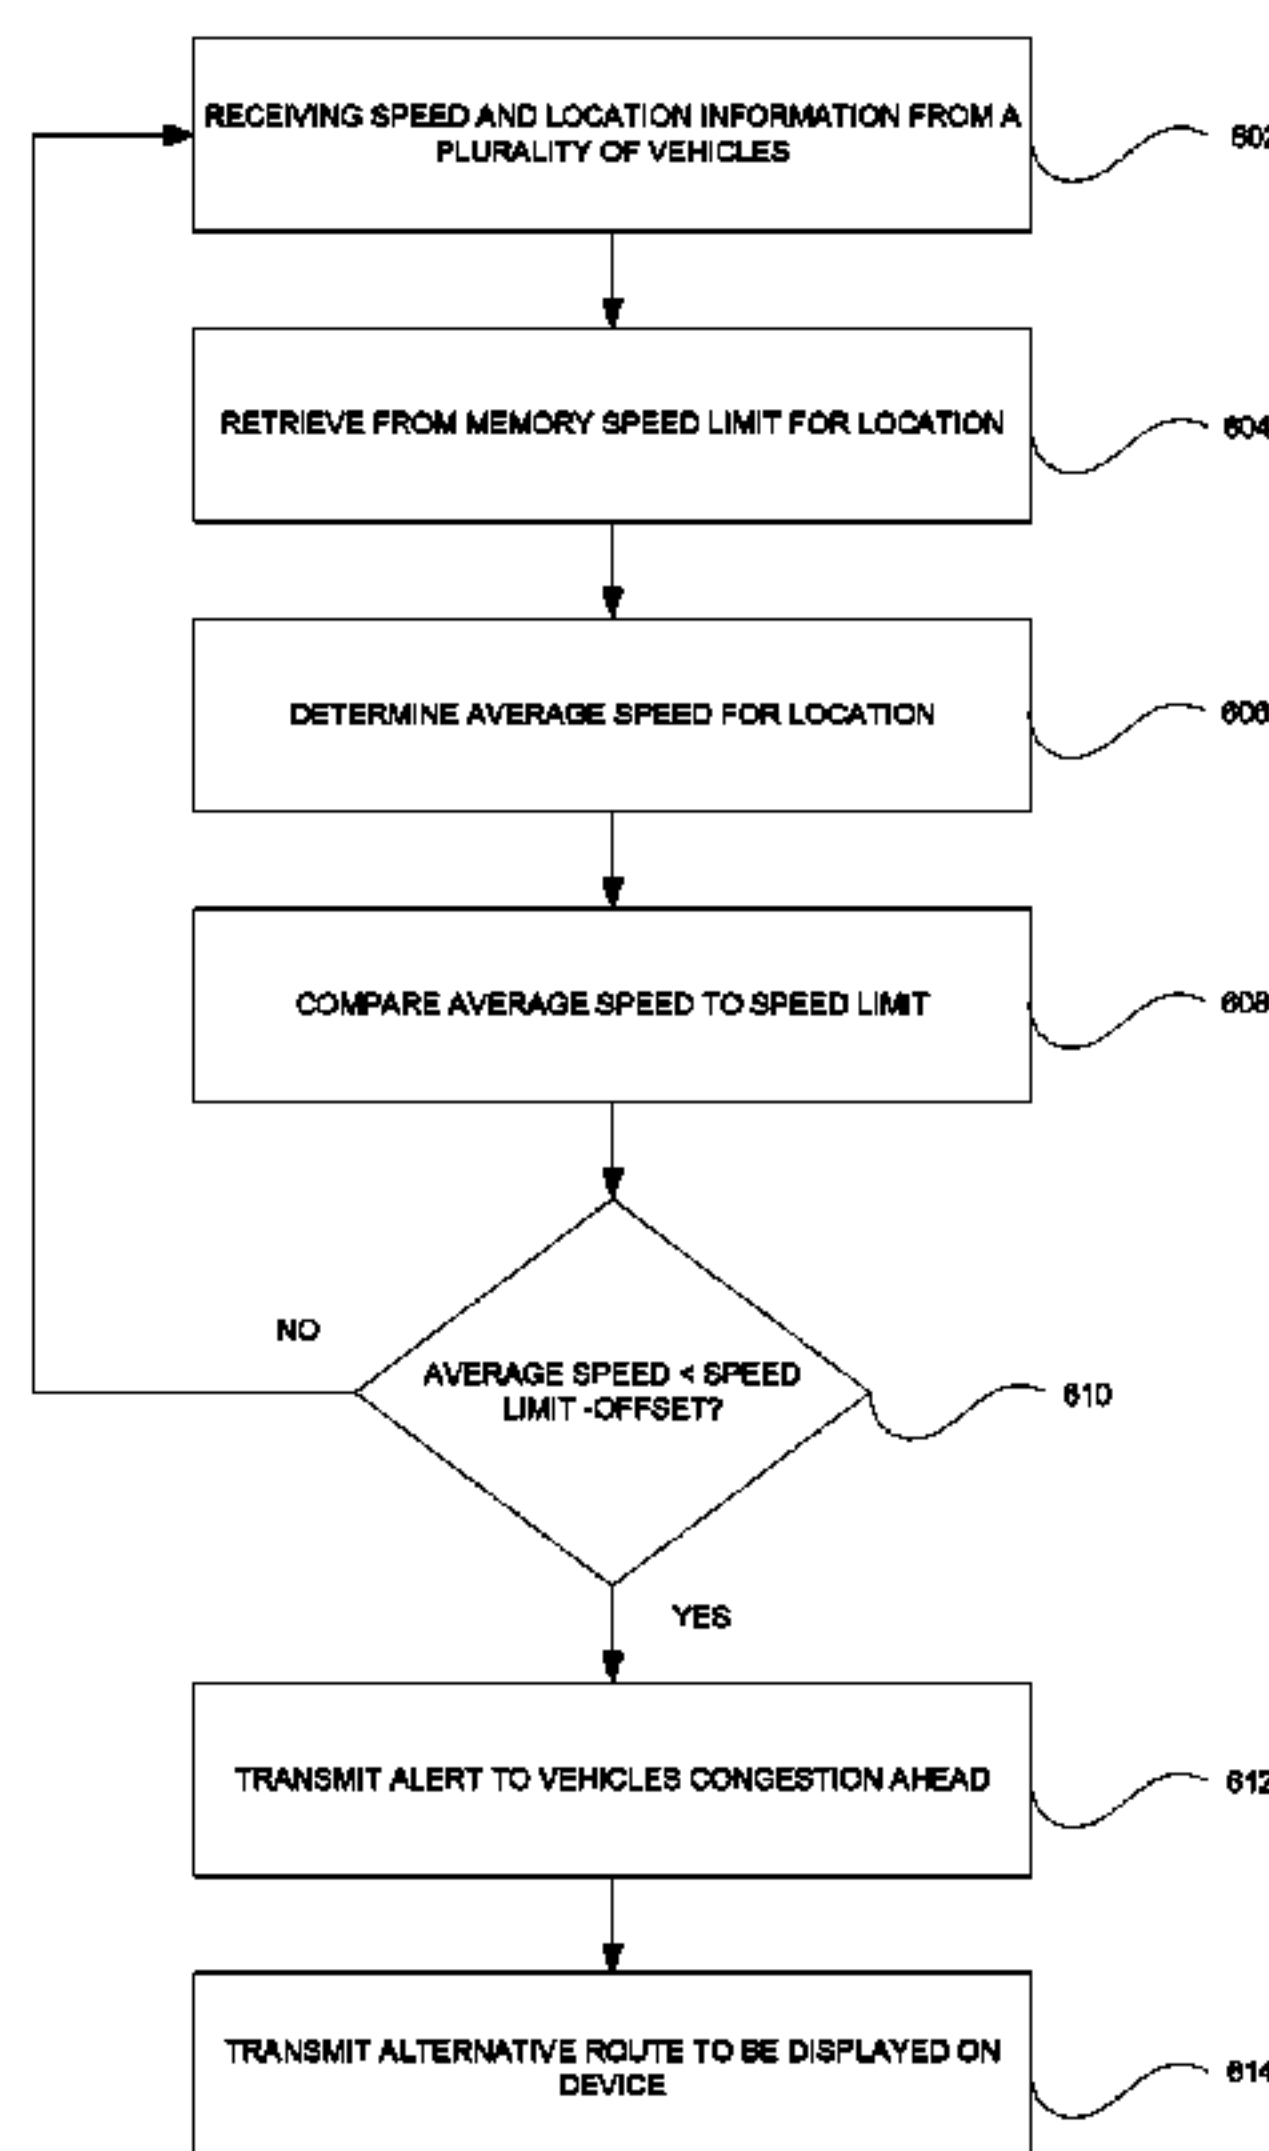 RECEIVING SPEED AND LOCATION INFORMATION FROM A
PLURALITY OF VEHICLES
602
RETRIEVE FROM MEMORY SPEED LIMIT FOR LOCATION
604
DETERMINE AVERAGE SPEED FOR LOCATION
606
COMPARE AVERAGE SPEED TO SPEED LIMIT
608
NO
AVERAGE SPEED < SPEED
LIMIT -OFFSET?
610
YES
TRANSMIT ALERT TO VEHICLES CONGESTION AHEAD
612
TRANSMIT ALTERNATIVE ROUTE TO BE DISPLAYED ON
DEVICE
614